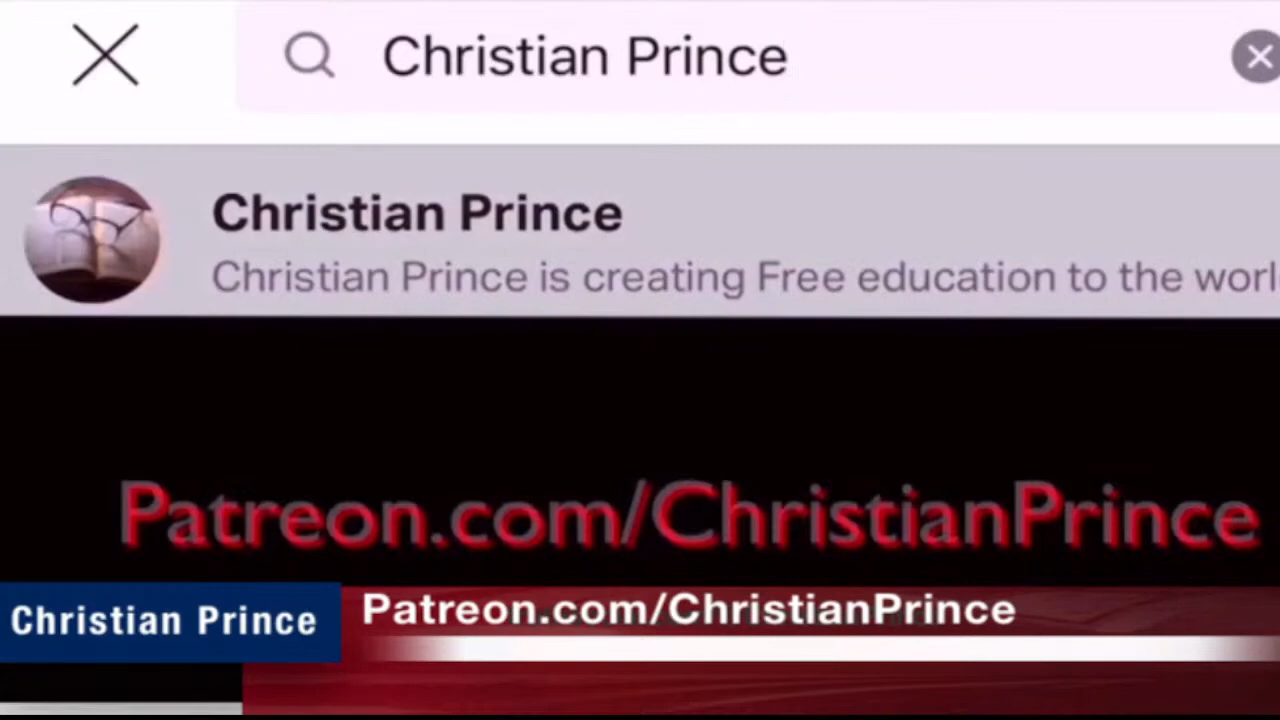 Christian Prince
Christian Prince
Christian Prince is creating Free education to the worl
Patreon.com/ChristianPrince
Christian Prince
Patreon.com/ChristianPrince